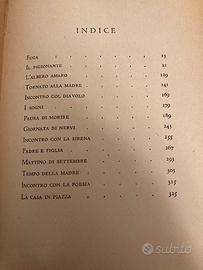 INDICE
FUGA 15
IL PIGIONANTE 21
L'ALBERO AMARO 129
TORNATO ALLA MADRE 141
INCONTRO COL DIAVOLO 169
I SOGNI 179
PAURA DI MORIRE 189
GIORNATA DI NERVI 243
INCONTRO CON LA SIRENA 255
PADRE E FIGLIA 267
MATTINO DI SETTEMBRE 293
TEMPO DELLA MADRE 305
INCONTRO CON LA POESIA 315
LA CASA IN PIAZZA 325
subito